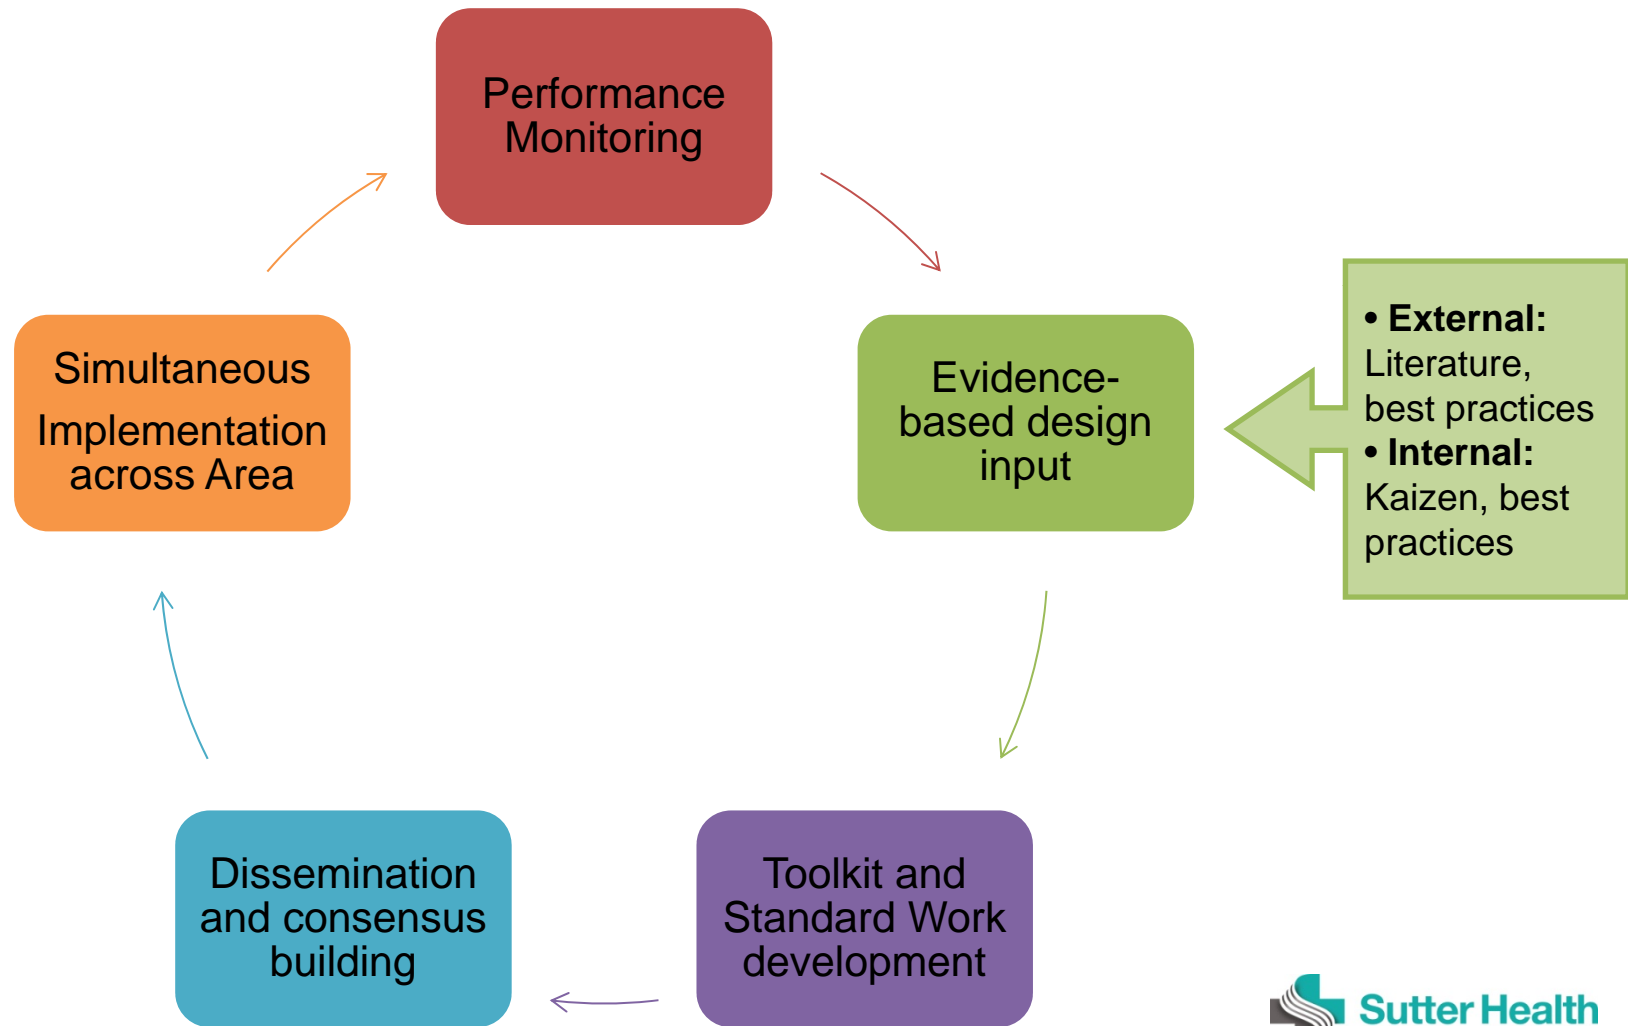 Performance
Monitoring
Evidence-
based design
input
• External:
Literature,
best practices
• Internal:
Kaizen, best
practices
Toolkit and
Standard Work
development
Dissemination
and consensus
building
Simultaneous
Implementation
across Area
Sutter Health